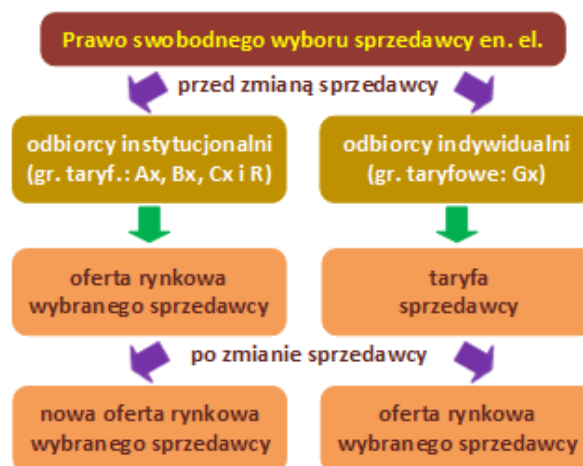 Prawo swobodnego wyboru sprzedawcy en. el.
przed zmianą sprzedawcy
odbiorcy instytucjonalni
(gr. taryf.: Ax, Bx, Cx i R)
odbiorcy indywidualni
(gr. taryfowe: Gx)
oferta rynkowa
wybranego sprzedawcy
taryfa
sprzedawcy
po zmianie sprzedawcy
nowa oferta rynkowa
wybranego sprzedawcy
oferta rynkowa
wybranego sprzedawcy